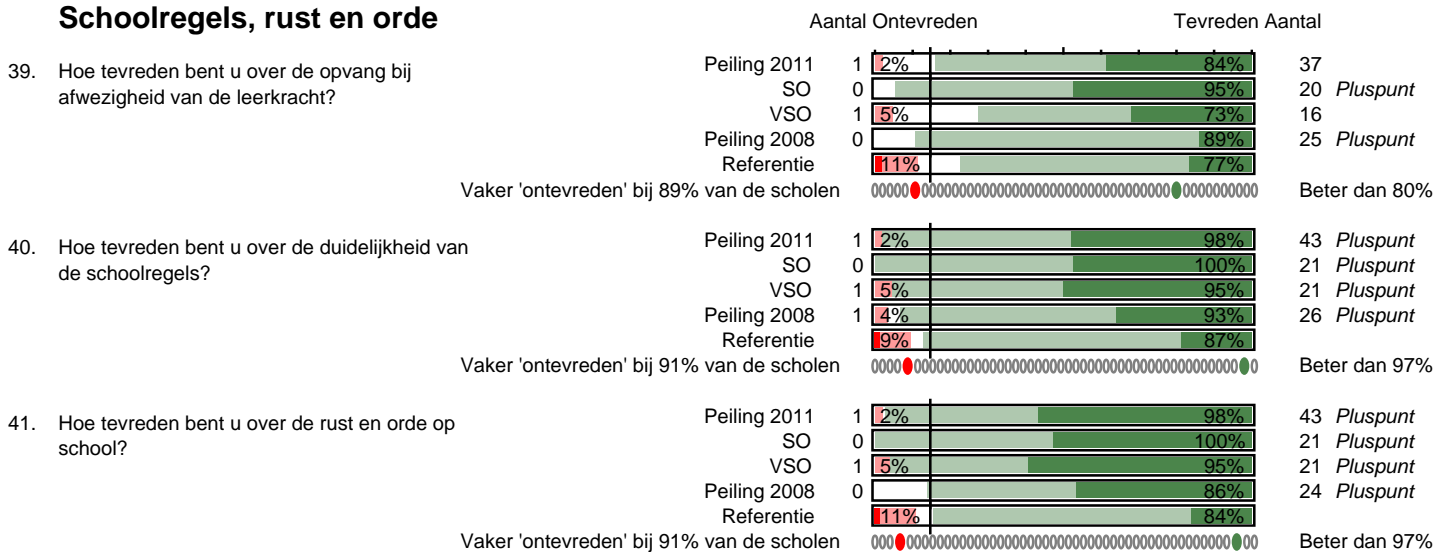 Schoolregels, rust en orde
Aantal Ontevreden Tevreden Aantal
39. Hoe tevreden bent u over de opvang bij
afwezigheid van de leerkracht?
Peiling 2011 1 2% 84% 37
SO 0 95% 20 Pluspunt
VSO 1 5% 73% 16
Peiling 2008 0 89% 25 Pluspunt
Referentie 11% 77%
Vaker 'ontevreden' bij 89% van de scholen Beter dan 80%
40. Hoe tevreden bent u over de duidelijkheid van
de schoolregels?
Peiling 2011 1 2% 98% 43 Pluspunt
SO 0 100% 21 Pluspunt
VSO 1 5% 95% 21 Pluspunt
Peiling 2008 1 4% 93% 26 Pluspunt
Referentie 9% 87%
Vaker 'ontevreden' bij 91% van de scholen Beter dan 97%
41. Hoe tevreden bent u over de rust en orde op
school?
Peiling 2011 1 2% 98% 43 Pluspunt
SO 0 100% 21 Pluspunt
VSO 1 5% 95% 21 Pluspunt
Peiling 2008 0 86% 24 Pluspunt
Referentie 11% 84%
Vaker 'ontevreden' bij 91% van de scholen Beter dan 97%